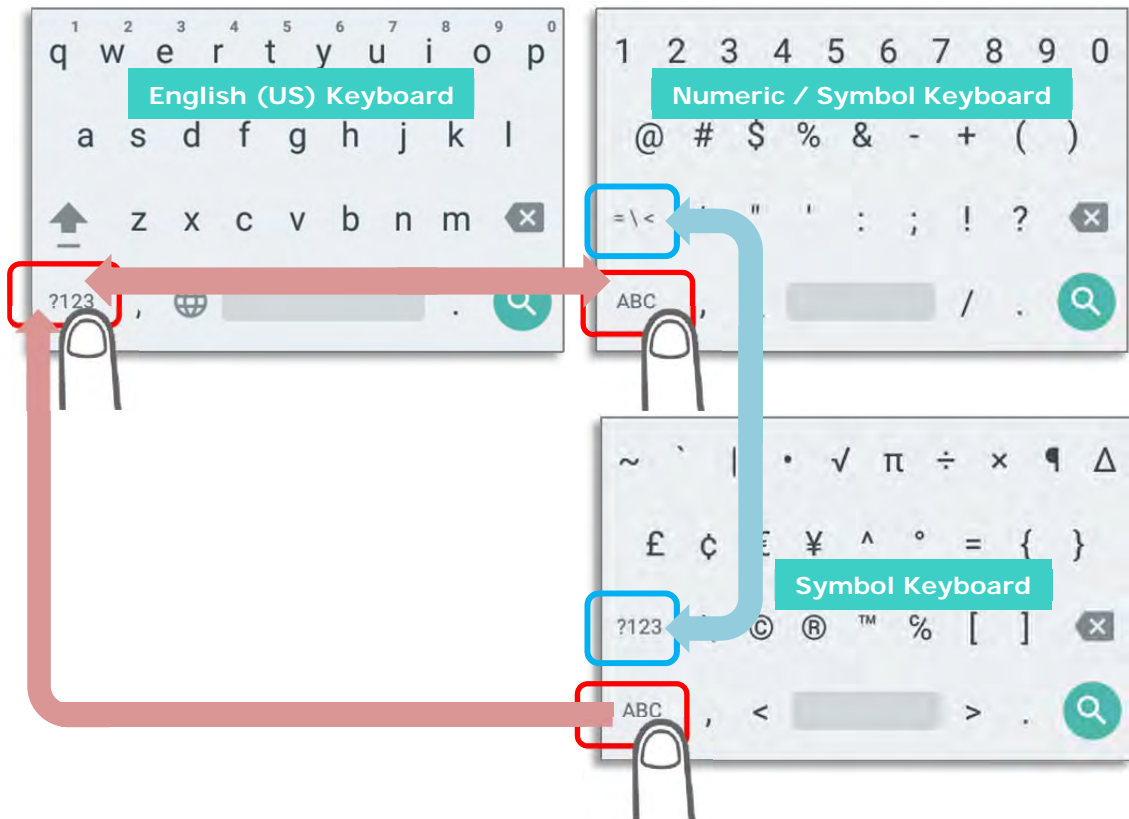 1 2 3 4 5 6 7 8 9 0
q w e r t y u i o p
English (US) Keyboard
a s d f g h j k l
z x c v b n m
?123 , .
1 2 3 4 5 6 7 8 9 0
Numeric / Symbol Keyboard
@ # $ % & - + ( )
= \ < " ' : ; ! ?
ABC , / .
~ ` | • √ π ÷ × ¶ Δ
£ ¢ € ¥ ^ ° = { }
Symbol Keyboard
?123 © ® ™ ℅ [ ]
ABC , < > .